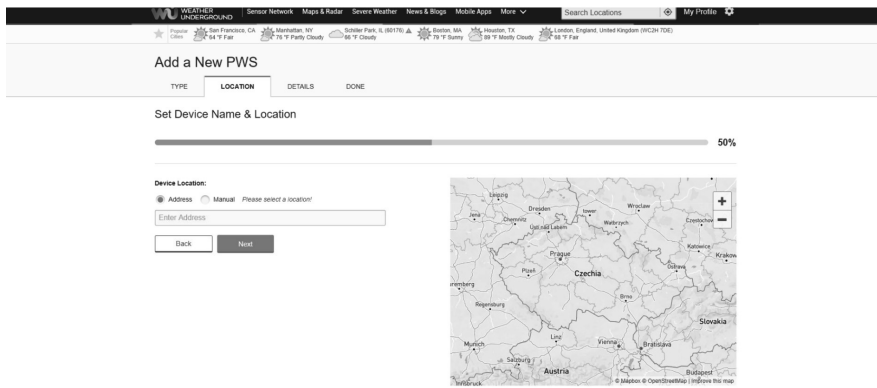 WEATHER UNDERGROUND
Sensor Network Maps & Radar Severe Weather News & Blogs Mobile Apps More Search Locations My Profile
Popular Cities
San Francisco, CA 64 °F Fair
Manhattan, NY 76 °F Partly Cloudy
Schiller Park, IL (60176) 66 °F Cloudy
Boston, MA 79 °F Sunny
Houston, TX 89 °F Mostly Cloudy
London, England, United Kingdom (WC2H 7DE) 68 °F Fair
Add a New PWS
TYPE LOCATION DETAILS DONE
Set Device Name & Location
50%
Device Location:
Address Manual Please select a location!
Enter Address
Back Next
Leipzig
Dresden
Jena
Chemnitz
Wroclaw
Ústí nad Labem
Wałbrzych
Częstochow
Prague
Katowice
Krakow
Plzeň
Czechia
Ostrava
uremberg
Brno
Regensburg
Slovakia
Linz
Vienna
Bratislava
Munich
Salzburg
Austria
Budapest
Innsbruck
© Mapbox © OpenStreetMap | Improve this map